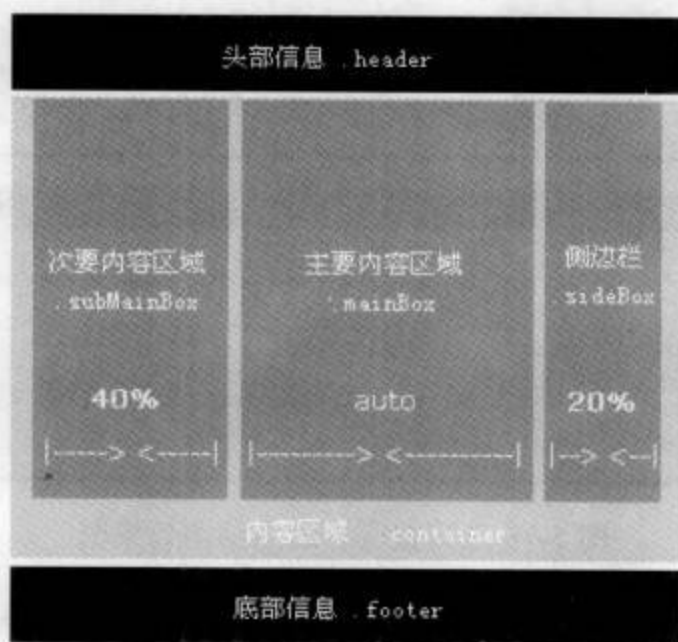 头部信息 .header
次要内容区域
.subMainBox
40%
|-----> <-----|
主要内容区域
.mainBox
auto
|---------> <----------|
侧边栏
.sideBox
20%
|--> <--|
内容区域 .container
底部信息 .footer